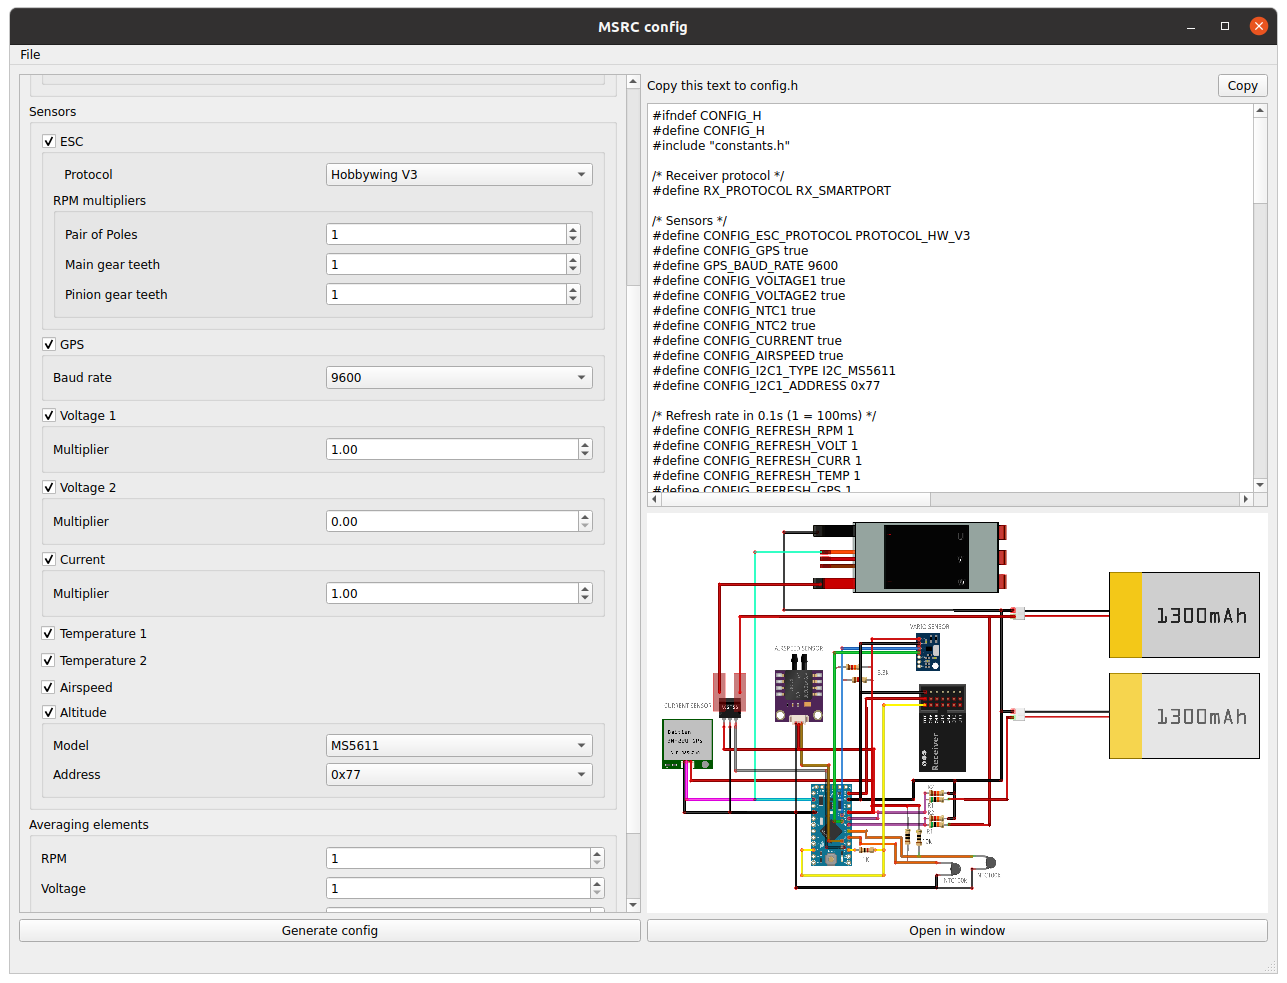 MSRC config
File
Sensors
ESC
Protocol
Hobbywing V3
RPM multipliers
Pair of Poles
1
Main gear teeth
1
Pinion gear teeth
1
GPS
Baud rate
9600
Voltage 1
Multiplier
1.00
Voltage 2
Multiplier
0.00
Current
Multiplier
1.00
Temperature 1
Temperature 2
Airspeed
Altitude
Model
MS5611
Address
0x77
Averaging elements
RPM
1
Voltage
1
Generate config
Copy this text to config.h
Copy
#ifndef CONFIG_H
#define CONFIG_H
#include "constants.h"
/* Receiver protocol */
#define RX_PROTOCOL RX_SMARTPORT
/* Sensors */
#define CONFIG_ESC_PROTOCOL PROTOCOL_HW_V3
#define CONFIG_GPS true
#define GPS_BAUD_RATE 9600
#define CONFIG_VOLTAGE1 true
#define CONFIG_VOLTAGE2 true
#define CONFIG_NTC1 true
#define CONFIG_NTC2 true
#define CONFIG_CURRENT true
#define CONFIG_AIRSPEED true
#define CONFIG_I2C1_TYPE I2C_MS5611
#define CONFIG_I2C1_ADDRESS 0x77
/* Refresh rate in 0.1s (1 = 100ms) */
#define CONFIG_REFRESH_RPM 1
#define CONFIG_REFRESH_VOLT 1
#define CONFIG_REFRESH_CURR 1
#define CONFIG_REFRESH_TEMP 1
#define CONFIG_REFRESH_GPS 1
1300mAh
VARIO SENSOR
AIRSPEED SENSOR
1300mAh
CURRENT SENSOR
Receiver
1K
NTC100K
NTC100K
Open in window